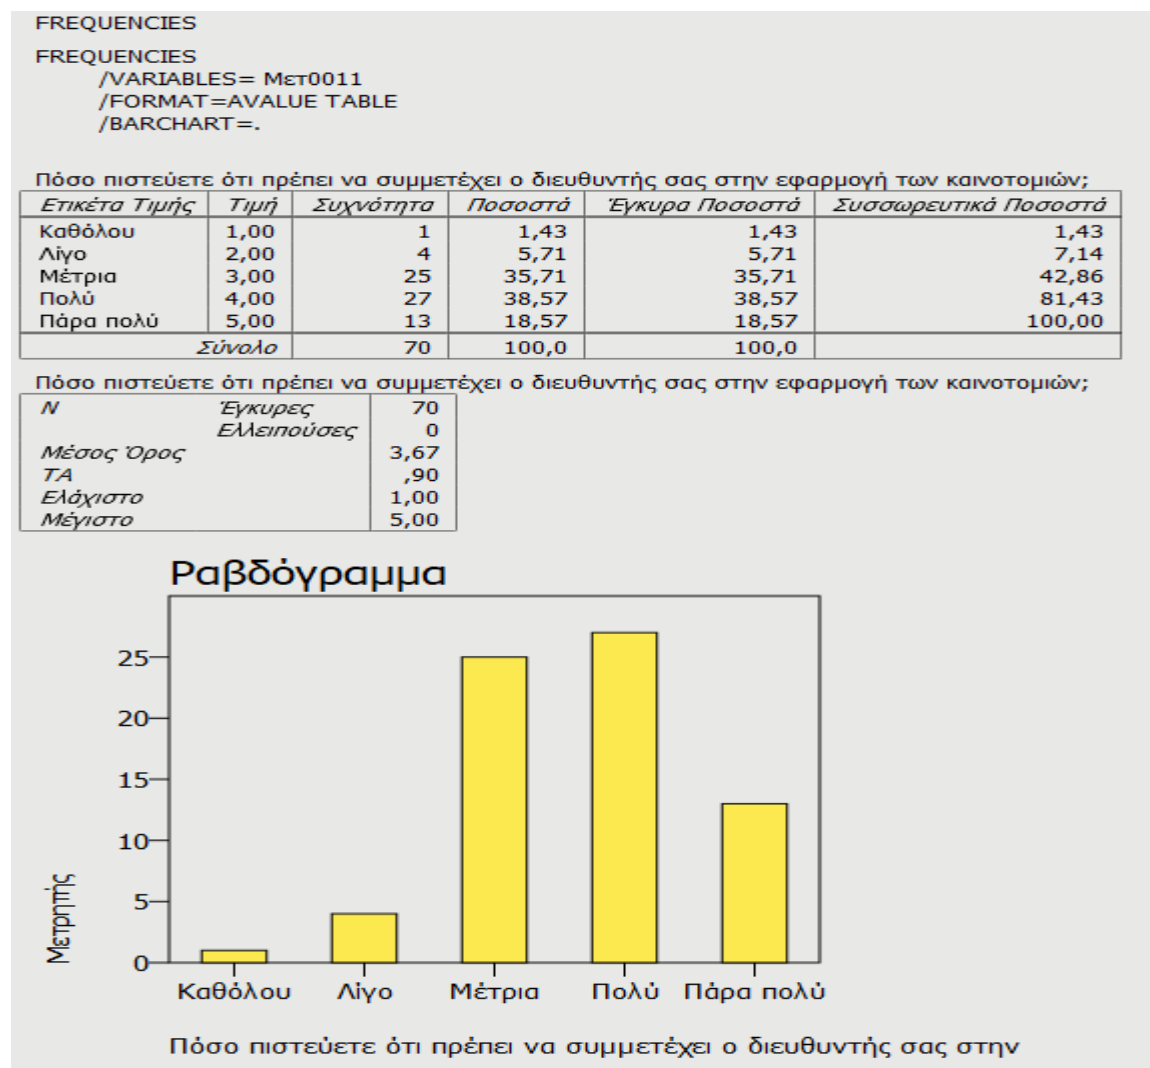 FREQUENCIES
FREQUENCIES
/VARIABLES= Μετ0011
/FORMAT=AVALUE TABLE
/BARCHART=.
Πόσο πιστεύετε ότι πρέπει να συμμετέχει ο διευθυντής σας στην εφαρμογή των καινοτομιών;
Ετικέτα Τιμής Τιμή Συχνότητα Ποσοστά Έγκυρα Ποσοστά Συσσωρευτικά Ποσοστά
Καθόλου 1,00 1 1,43 1,43 1,43
Λίγο 2,00 4 5,71 5,71 7,14
Μέτρια 3,00 25 35,71 35,71 42,86
Πολύ 4,00 27 38,57 38,57 81,43
Πάρα πολύ 5,00 13 18,57 18,57 100,00
Σύνολο 70 100,0 100,0
Πόσο πιστεύετε ότι πρέπει να συμμετέχει ο διευθυντής σας στην εφαρμογή των καινοτομιών;
N Έγκυρες 70
Ελλειπούσες 0
Μέσος Όρος 3,67
ΤΑ ,90
Ελάχιστο 1,00
Μέγιστο 5,00
Ραβδόγραμμα
25
20
15
10
5
0
Μετρητής
Καθόλου Λίγο Μέτρια Πολύ Πάρα πολύ
Πόσο πιστεύετε ότι πρέπει να συμμετέχει ο διευθυντής σας στην